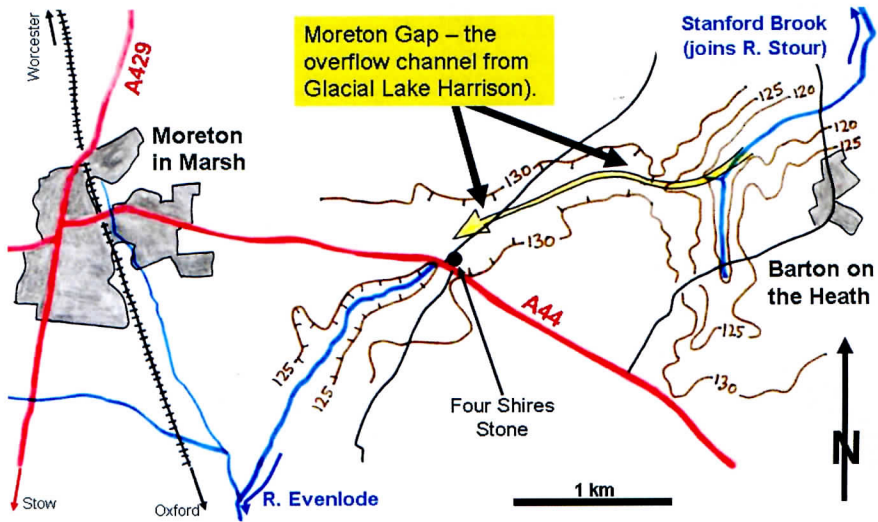 Worcester
A429
Moreton Gap – the
overflow channel from
Glacial Lake Harrison).
Stanford Brook
(joins R. Stour)
Moreton
in Marsh
125
120
120
125
130
130
Barton on
the Heath
A44
125
125
125
130
Four Shires
Stone
N
1 km
R. Evenlode
Stow
Oxford